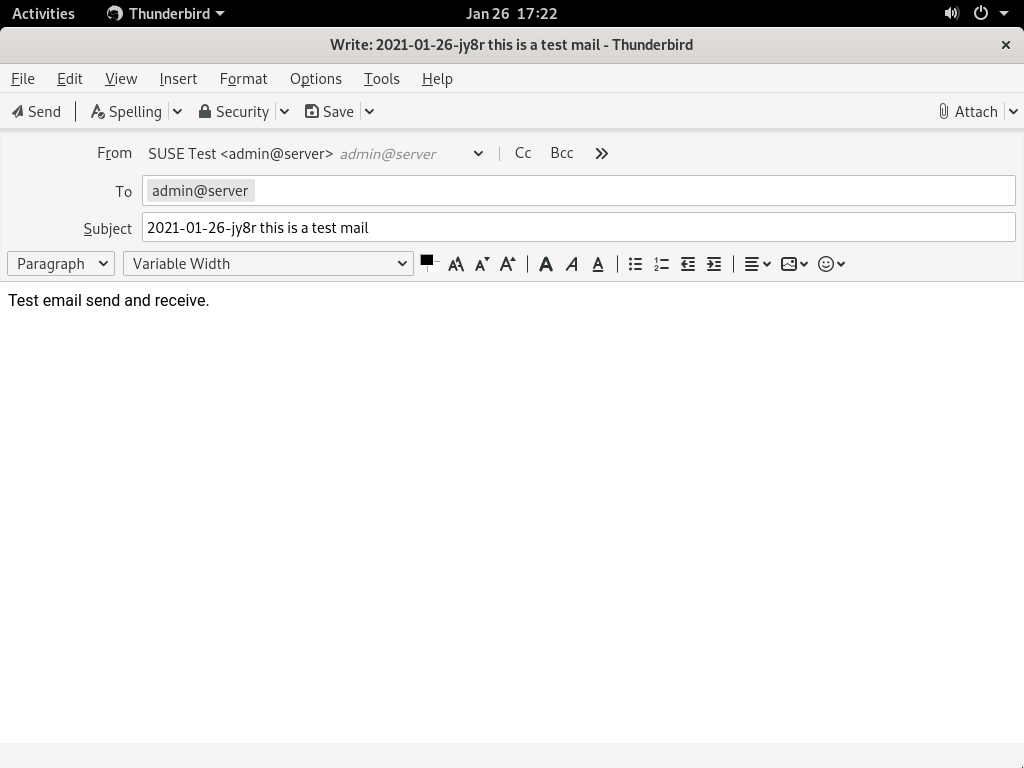 Activities Thunderbird Jan 26 17:22
Write: 2021-01-26-jy8r this is a test mail - Thunderbird
File Edit View Insert Format Options Tools Help
Send Spelling Security Save Attach
From SUSE Test <admin@server> admin@server Cc Bcc
To admin@server
Subject 2021-01-26-jy8r this is a test mail
Paragraph Variable Width
Test email send and receive.